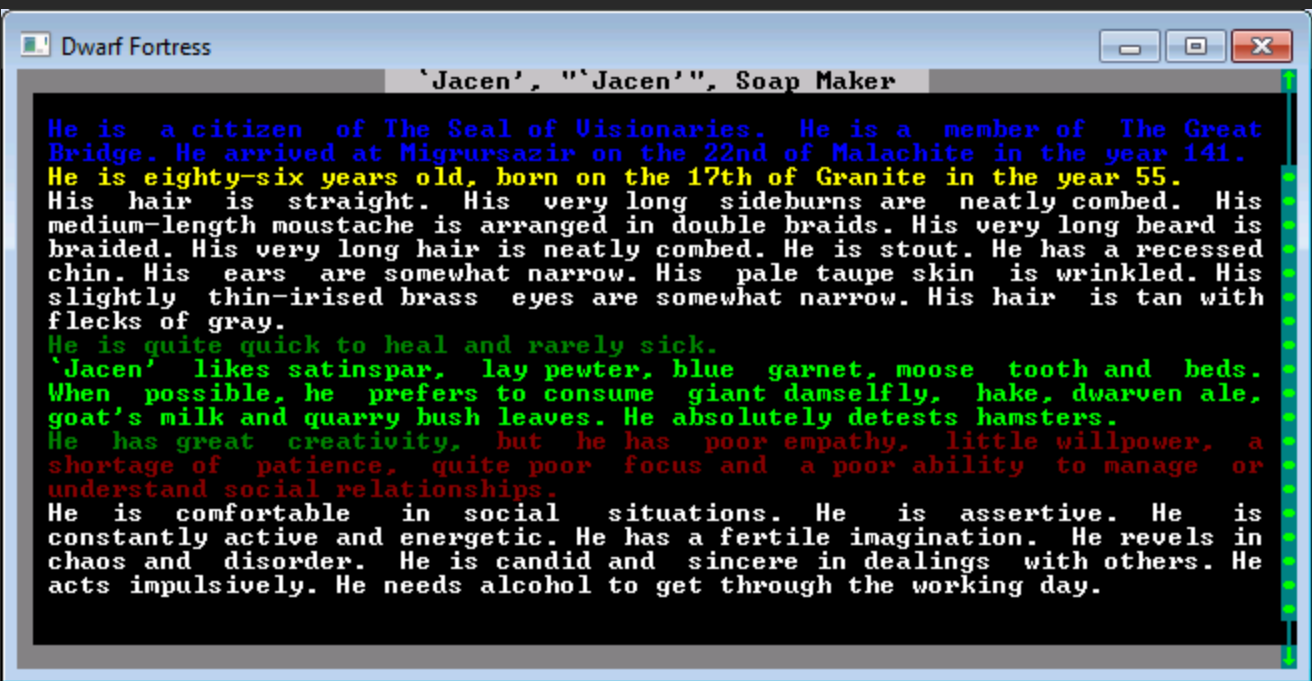 Dwarf Fortress
`Jacen', "`Jacen'", Soap Maker
He is a citizen of The Seal of Visionaries. He is a member of The Great
Bridge. He arrived at Migrursazir on the 22nd of Malachite in the year 141.
He is eighty-six years old, born on the 17th of Granite in the year 55.
His hair is straight. His very long sideburns are neatly combed. His
medium-length moustache is arranged in double braids. His very long beard is
braided. His very long hair is neatly combed. He is stout. He has a recessed
chin. His ears are somewhat narrow. His pale taupe skin is wrinkled. His
slightly thin-irised brass eyes are somewhat narrow. His hair is tan with
flecks of gray.
He is quite quick to heal and rarely sick.
`Jacen' likes satinspar, lay pewter, blue garnet, moose tooth and beds.
When possible, he prefers to consume giant damselfly, hake, dwarven ale,
goat's milk and quarry bush leaves. He absolutely detests hamsters.
He has great creativity, but he has poor empathy, little willpower, a
shortage of patience, quite poor focus and a poor ability to manage or
understand social relationships.
He is comfortable in social situations. He is assertive. He is
constantly active and energetic. He has a fertile imagination. He revels in
chaos and disorder. He is candid and sincere in dealings with others. He
acts impulsively. He needs alcohol to get through the working day.